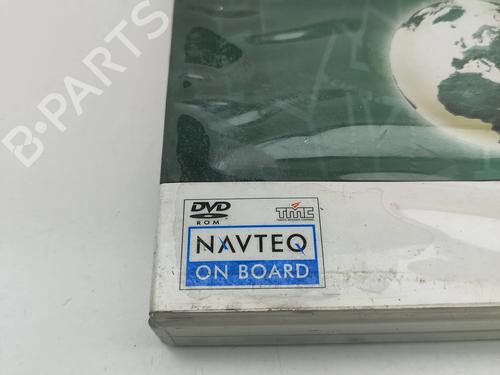 B-PARTS
DVD
ROM
TMC
NAVTEQ
ON BOARD